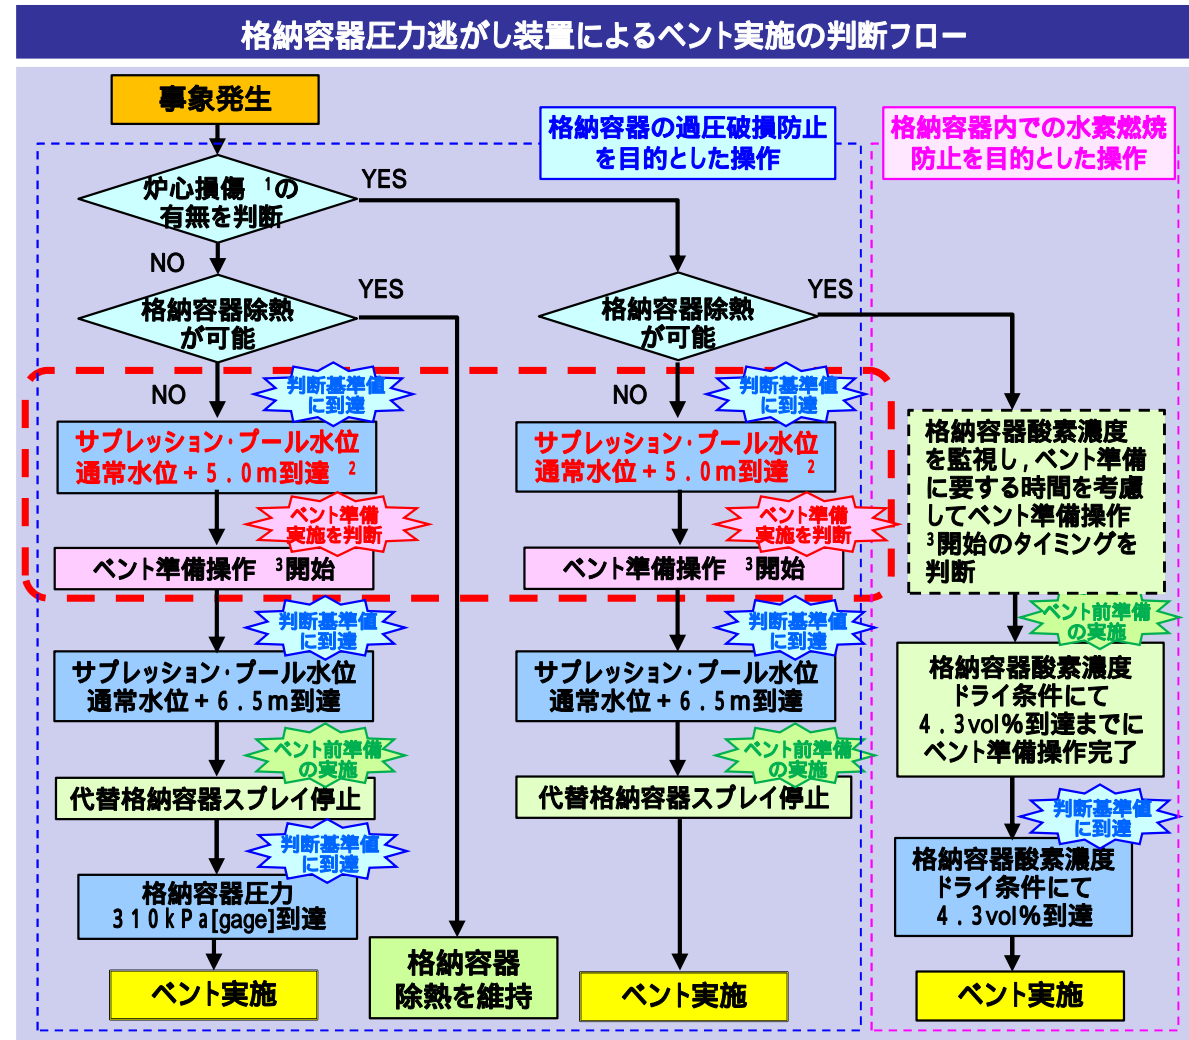 格納容器圧力逃がし装置によるベント実施の判断フロー
事象発生
格納容器の過圧破損防止
を目的とした操作
格納容器内での水素燃焼
防止を目的とした操作
炉心損傷 1の
有無を判断
YES
NO
格納容器除熱
が可能
YES
格納容器除熱
が可能
YES
NO
判断基準値
に到達
サプレッション・プール水位
通常水位+5.0m到達 2
ベント準備
実施を判断
ベント準備操作 3開始
判断基準値
に到達
サプレッション・プール水位
通常水位+6.5m到達
ベント前準備
の実施
代替格納容器スプレイ停止
判断基準値
に到達
格納容器圧力
310kPa[gage]到達
ベント実施
格納容器
除熱を維持
NO
判断基準値
に到達
サプレッション・プール水位
通常水位+5.0m到達 2
ベント準備
実施を判断
ベント準備操作 3開始
判断基準値
に到達
サプレッション・プール水位
通常水位+6.5m到達
ベント前準備
の実施
代替格納容器スプレイ停止
ベント実施
格納容器酸素濃度
を監視し,ベント準備
に要する時間を考慮
してベント準備操作
3開始のタイミングを
判断
ベント前準備
の実施
格納容器酸素濃度
ドライ条件にて
4.3vol%到達までに
ベント準備操作完了
判断基準値
に到達
格納容器酸素濃度
ドライ条件にて
4.3vol%到達
ベント実施